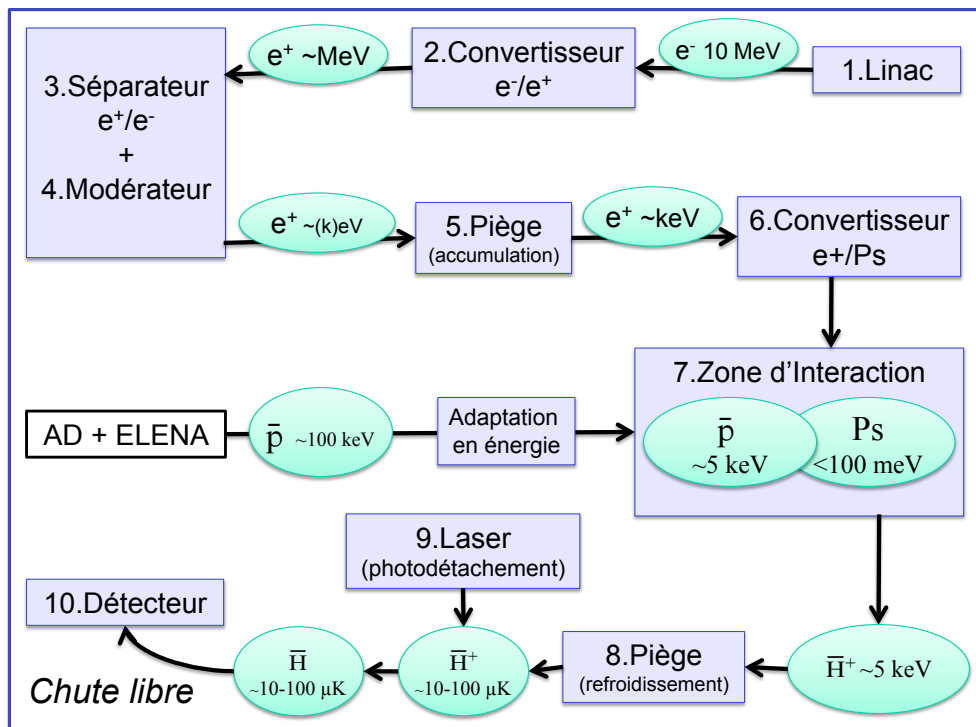 1.Linac
e⁻ 10 MeV
2.Convertisseur
e⁻/e⁺
e⁺ ~MeV
3.Séparateur
e⁺/e⁻
+
4.Modérateur
e⁺ ~(k)eV
5.Piège
(accumulation)
e⁺ ~keV
6.Convertisseur
e+/Ps
AD + ELENA
p̄ ~100 keV
Adaptation
en énergie
7.Zone d’Interaction
p̄
~5 keV
Ps
<100 meV
H̄⁺ ~5 keV
8.Piège
(refroidissement)
9.Laser
(photodétachement)
H̄⁺
~10-100 µK
H̄
~10-100 µK
10.Détecteur
Chute libre